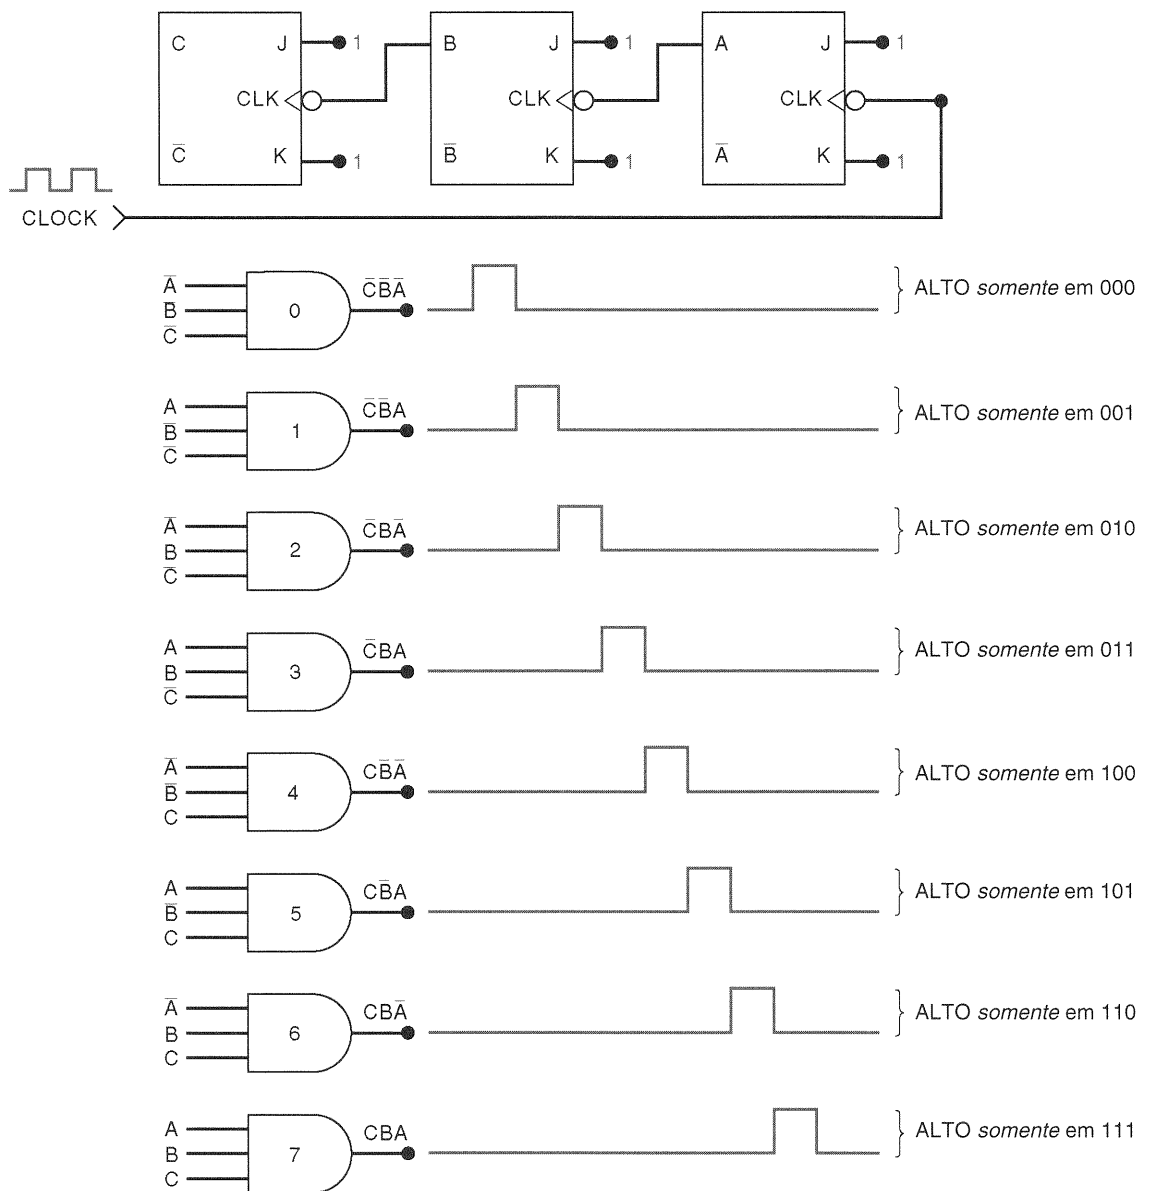 C J 1 B J 1 A J 1
CLK CLK CLK
C̅ K 1 B̅ K 1 A̅ K 1
CLOCK
A̅
B̅
C̅
0
C̅B̅A̅
ALTO somente em 000
A
B̅
C̅
1
C̅B̅A
ALTO somente em 001
A̅
B
C̅
2
C̅BA̅
ALTO somente em 010
A
B
C̅
3
C̅BA
ALTO somente em 011
A̅
B̅
C
4
CB̅A̅
ALTO somente em 100
A
B̅
C
5
CB̅A
ALTO somente em 101
A̅
B
C
6
CBA̅
ALTO somente em 110
A
B
C
7
CBA
ALTO somente em 111